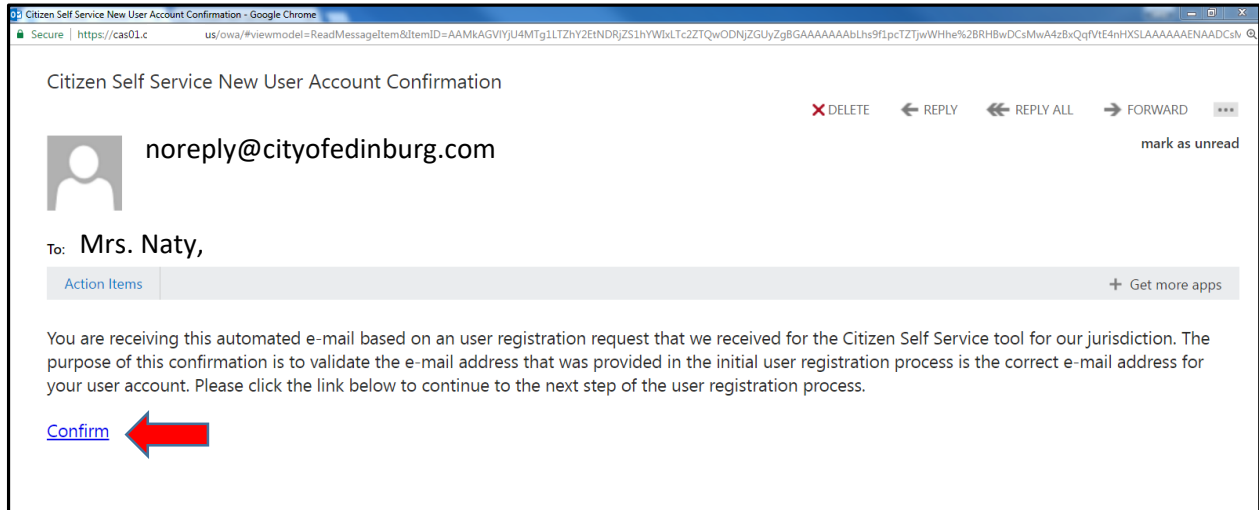 Citizen Self Service New User Account Confirmation - Google Chrome
Secure | https://cas01.c us/owa/#viewmodel=ReadMessageItem&ItemID=
Citizen Self Service New User Account Confirmation
DELETE REPLY REPLY ALL FORWARD ...
noreply@cityofedinburg.com
mark as unread
To: Mrs. Naty,
Action Items + Get more apps
You are receiving this automated e-mail based on an user registration request that we received for the Citizen Self Service tool for our jurisdiction. The
purpose of this confirmation is to validate the e-mail address that was provided in the initial user registration process is the correct e-mail address for
your user account. Please click the link below to continue to the next step of the user registration process.
Confirm